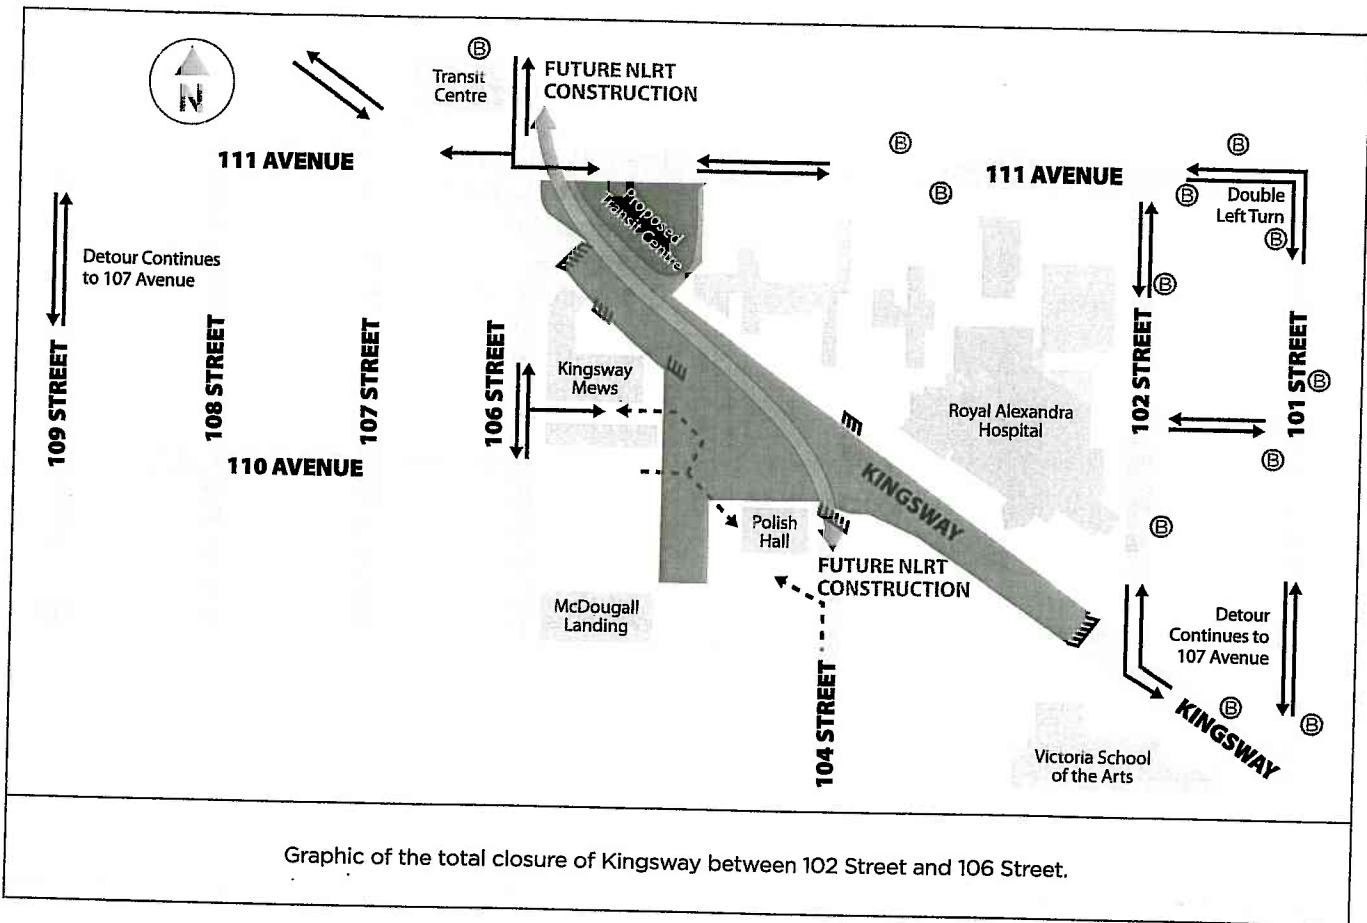 Ⓑ
Transit
Centre
FUTURE NLRT
CONSTRUCTION
N
111 AVENUE
Ⓑ
Ⓑ
111 AVENUE
Ⓑ
Ⓑ
Double
Left Turn
Ⓑ
Proposed
Transit Centre
Detour Continues
to 107 Avenue
Ⓑ
109 STREET
108 STREET
107 STREET
106 STREET
Kingsway
Mews
102 STREET
101 STREET
Ⓑ
Royal Alexandra
Hospital
110 AVENUE
Ⓑ
KINGSWAY
Polish
Hall
Ⓑ
FUTURE NLRT
CONSTRUCTION
McDougall
Landing
Detour
Continues to
107 Avenue
104 STREET
Ⓑ
KINGSWAY
Ⓑ
Victoria School
of the Arts
Graphic of the total closure of Kingsway between 102 Street and 106 Street.